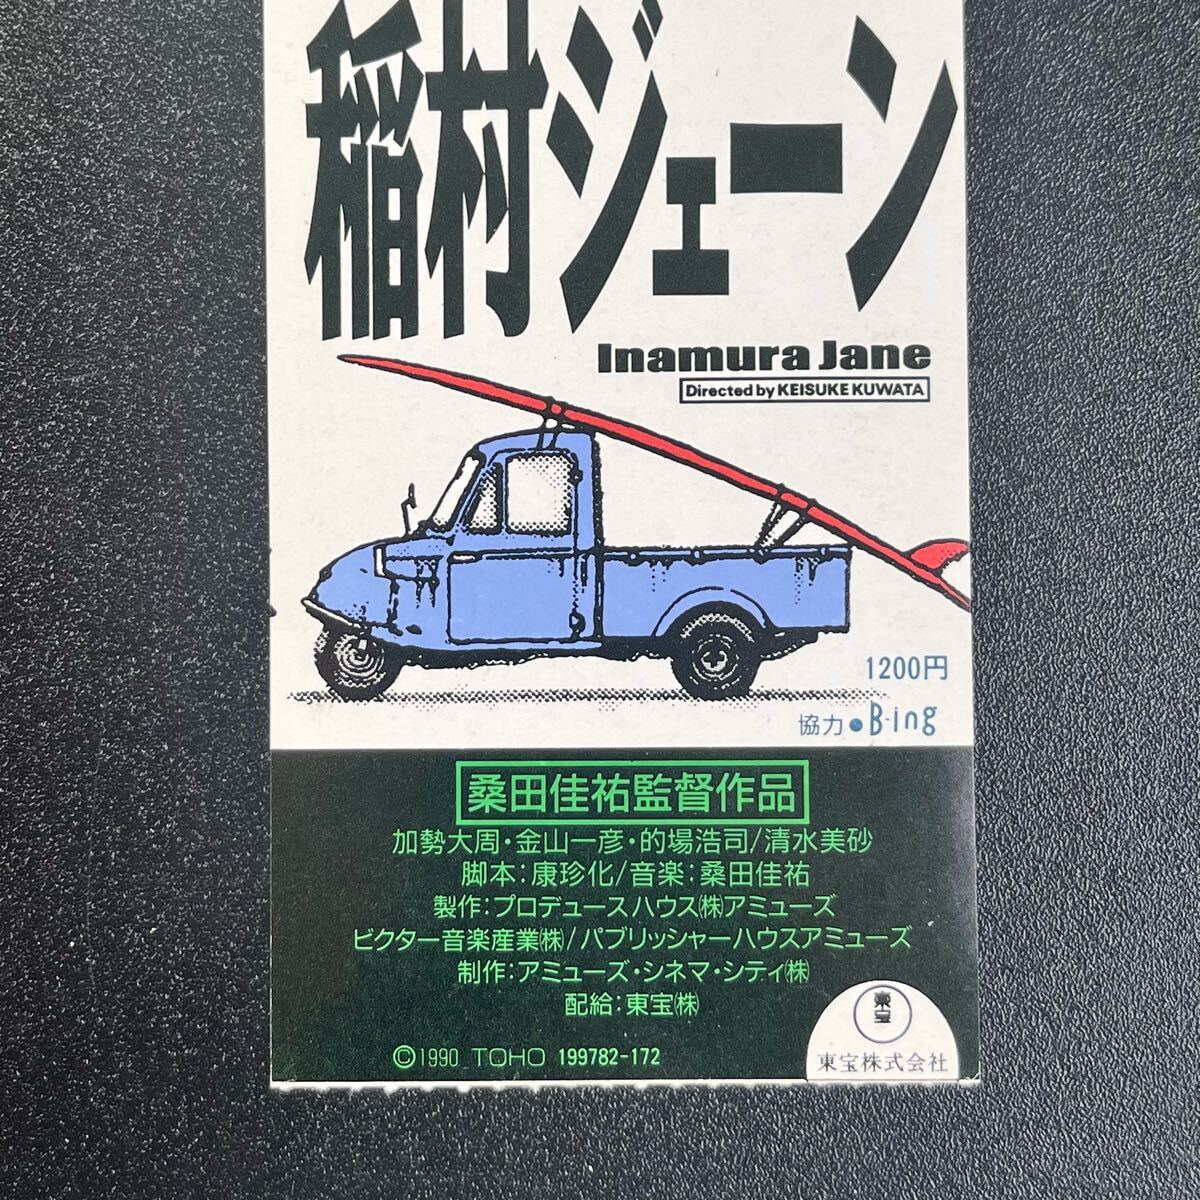 稲村ジェーン
Inamura Jane
Directed by KEISUKE KUWATA
1200円
協力●B-ing
桑田佳祐監督作品
加勢大周・金山一彦・的場浩司/清水美砂
脚本:康珍化/音楽:桑田佳祐
製作:プロデュースハウス㈱アミューズ
ビクター音楽産業㈱/パブリッシャーハウスアミューズ
制作:アミューズ・シネマ・シティ㈱
配給:東宝㈱
東宝
東宝株式会社
©1990 TOHO 199782-172